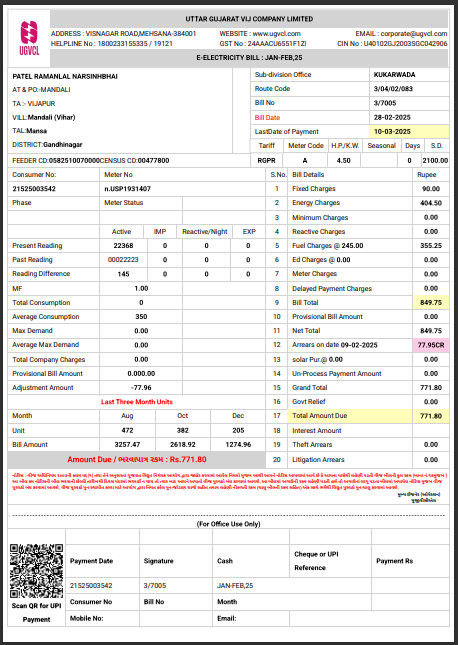 UTTAR GUJARAT VIJ COMPANY LIMITED
UGVCL
ADDRESS : VISNAGAR ROAD,MEHSANA-384001 WEBSITE : www.ugvcl.com EMAIL : corporate@ugvcl.com
HELPLINE No : 1800233155335 / 19121 GST No : 24AAACU6551F1ZI CIN No : U40102GJ2003SGC042906
E-ELECTRICITY BILL : JAN-FEB,25
PATEL RAMANLAL NARSINHBHAI
AT & PO:-MANDALI
TA :- VIJAPUR
VILL:Mandali (Vihar)
TAL:Mansa
DISTRICT:Gandhinagar
Sub-division Office KUKARWADA
Route Code 3/04/02/083
Bill No 3/7005
Bill Date 28-02-2025
LastDate of Payment 10-03-2025
Tariff Meter Code H.P./K.W. Seasonal Days S.D.
FEEDER CD:0582510700000CENSUS CD:00477800 RGPR A 4.50 0 2100.00
Consumer No: Meter No S.No. Bill Details Rupee
21525003542 n.USP1931407 1 Fixed Charges 90.00
Phase Meter Status 2 Energy Charges 404.50
3 Minimum Charges 0.00
Active IMP Reactive/Night EXP 4 Reactive Charges 0.00
Present Reading 22368 0 0 0 5 Fuel Charges @ 245.00 355.25
Past Reading 00022223 0 0 0 6 Ed Charges @ 0.00 0.00
Reading Difference 145 0 0 0 7 Meter Charges 0.00
MF 1.00 8 Delayed Payment Charges 0.00
Total Consumption 0 9 Bill Total 849.75
Average Consumption 350 10 Provisional Bill Amount 0.00
Max Demand 0.00 11 Net Total 849.75
Average Max Demand 0.00 12 Arrears on date 09-02-2025 77.95CR
Total Company Charges 0.00 13 solar Pur.@ 0.00 0.00
Provisional Bill Amount 0.000.00 14 Un-Process Payment Amount 0.00
Adjustment Amount -77.96 15 Grand Total 771.80
Last Three Month Units 16 Govt Relief 0.00
Month Aug Oct Dec 17 Total Amount Due 771.80
Unit 472 382 205 18 Interest Amount
Bill Amount 3257.47 2618.92 1274.96 19 Theft Arrears 0.00
Amount Due / ભરવાપાત્ર રકમ : Rs.771.80 20 Litigation Arrears 0.00
(For Office Use Only)
Payment Date Signature Cash Cheque or UPI Reference Payment Rs
21525003542 3/7005 JAN-FEB,25
Consumer No Bill No Month
Mobile No: Email:
Scan QR for UPI
Payment